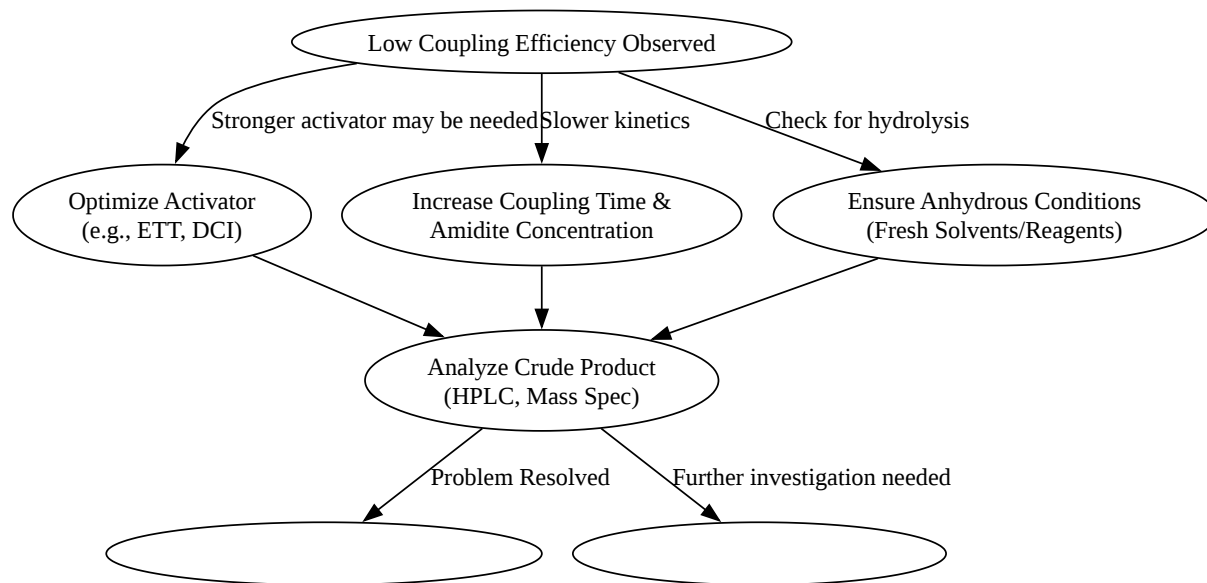 Low Coupling Efficiency Observed
Stronger activator may be needed
Slower kinetics
Check for hydrolysis
Optimize Activator
(e.g., ETT, DCI)
Increase Coupling Time &
Amidite Concentration
Ensure Anhydrous Conditions
(Fresh Solvents/Reagents)
Analyze Crude Product
(HPLC, Mass Spec)
Problem Resolved
Further investigation needed